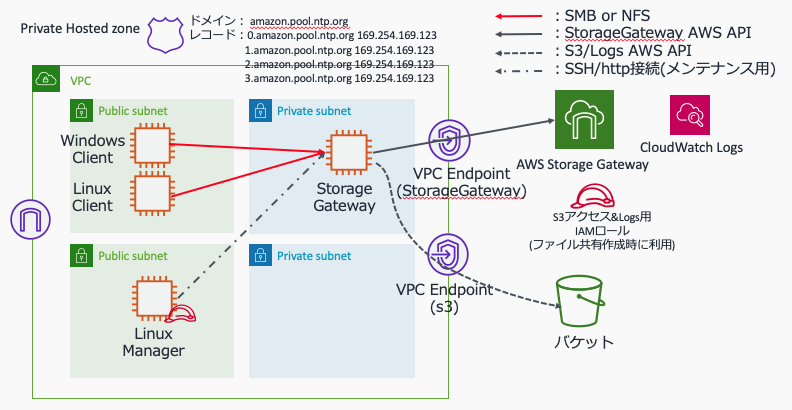 Private Hosted zone
ドメイン： amazon.pool.ntp.org
レコード：0.amazon.pool.ntp.org 169.254.169.123
1.amazon.pool.ntp.org 169.254.169.123
2.amazon.pool.ntp.org 169.254.169.123
3.amazon.pool.ntp.org 169.254.169.123
：SMB or NFS
：StorageGateway AWS API
：S3/Logs AWS API
：SSH/http接続(メンテナンス用)
VPC
Public subnet
Private subnet
Windows
Client
Linux
Client
Storage
Gateway
VPC Endpoint
(StorageGateway)
AWS Storage Gateway
CloudWatch Logs
S3アクセス&Logs用
IAMロール
(ファイル共有作成時に利用)
Public subnet
Private subnet
Linux
Manager
VPC Endpoint
(s3)
バケット